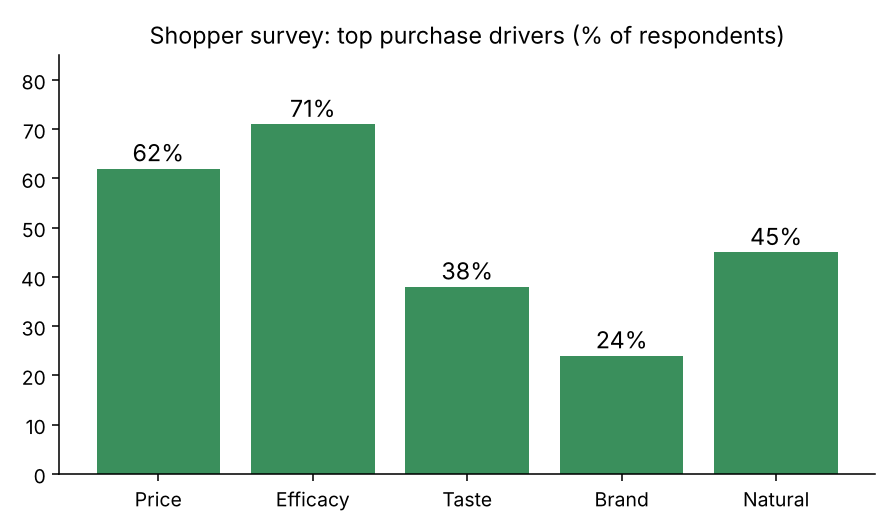 Shopper survey: top purchase drivers (% of respondents)
80
70
60
50
40
30
20
10
0
62%
71%
38%
24%
45%
Price
Efficacy
Taste
Brand
Natural